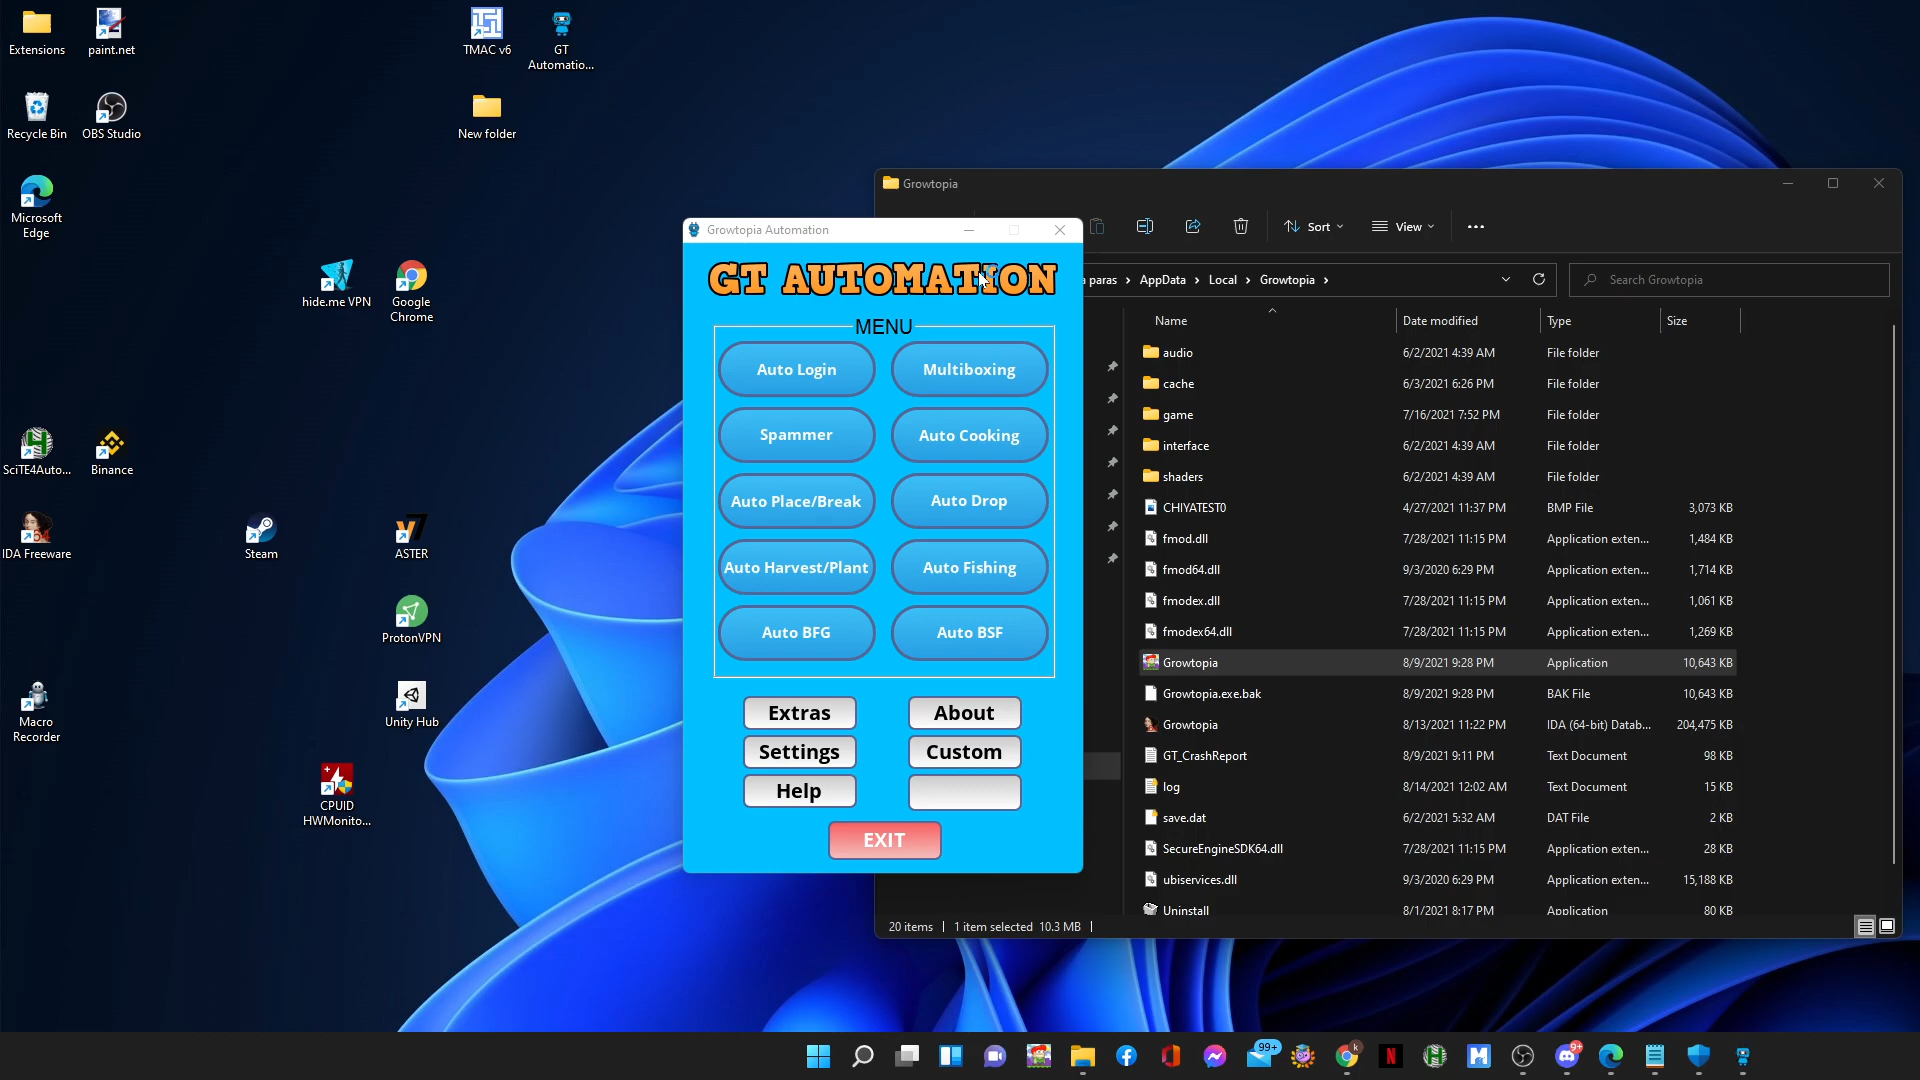 Extensions
paint.net
TMAC v6
GT
Automatio...
Recycle Bin
OBS Studio
New folder
Microsoft
Edge
hide.me VPN
Google
Chrome
SciTE4Auto...
Binance
IDA Freeware
Steam
ASTER
ProtonVPN
Macro
Recorder
Unity Hub
CPUID
HWMonito...
Growtopia Automation
GT AUTOMATION
MENU
Auto Login
Multiboxing
Spammer
Auto Cooking
Auto Place/Break
Auto Drop
Auto Harvest/Plant
Auto Fishing
Auto BFG
Auto BSF
Extras
About
Settings
Custom
Help
EXIT
Growtopia
Sort
View
a paras > AppData > Local > Growtopia >
Search Growtopia
Name Date modified Type Size
audio 6/2/2021 4:39 AM File folder
cache 6/3/2021 6:26 PM File folder
game 7/16/2021 7:52 PM File folder
interface 6/2/2021 4:39 AM File folder
shaders 6/2/2021 4:39 AM File folder
CHIYATEST0 4/27/2021 11:37 PM BMP File 3,073 KB
fmod.dll 7/28/2021 11:15 PM Application exten... 1,484 KB
fmod64.dll 9/3/2020 6:29 PM Application exten... 1,714 KB
fmodex.dll 7/28/2021 11:15 PM Application exten... 1,061 KB
fmodex64.dll 7/28/2021 11:15 PM Application exten... 1,269 KB
Growtopia 8/9/2021 9:28 PM Application 10,643 KB
Growtopia.exe.bak 8/9/2021 9:28 PM BAK File 10,643 KB
Growtopia 8/13/2021 11:22 PM IDA (64-bit) Datab... 204,475 KB
GT_CrashReport 8/9/2021 9:11 PM Text Document 98 KB
log 8/14/2021 12:02 AM Text Document 15 KB
save.dat 6/2/2021 5:32 AM DAT File 2 KB
SecureEngineSDK64.dll 7/28/2021 11:15 PM Application exten... 28 KB
ubiservices.dll 9/3/2020 6:29 PM Application exten... 15,188 KB
Uninstall 8/1/2021 8:17 PM Application 80 KB
20 items | 1 item selected 10.3 MB |
99+
k
N
H
M
9+